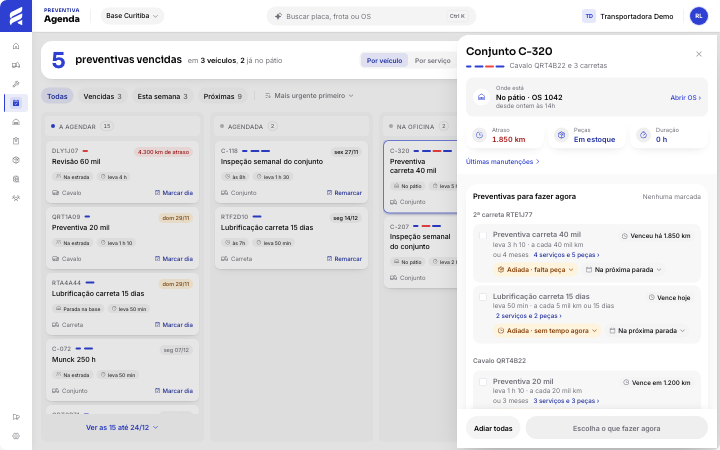 PREVENTIVA
Agenda
Base Curitiba
Buscar placa, frota ou OS
Ctrl K
TD
Transportadora Demo
RL
5 preventivas vencidas em 3 veículos, 2 já no pátio
Por veículo
Por serviço
Todas
Vencidas 3
Esta semana 3
Próximas 9
Mais urgente primeiro
A AGENDAR 15
DLY1J07
4.300 km de atraso
Revisão 60 mil
Na estrada
leva 4 h
Cavalo
Marcar dia
QRT1A09
dom 29/11
Preventiva 20 mil
Na estrada
leva 1 h 10
Cavalo
Marcar dia
RTA4A44
dom 29/11
Lubrificação carreta 15 dias
Parada na base
leva 50 min
Carreta
Marcar dia
C-072
seg 07/12
Munck 250 h
Na estrada
leva 50 min
Conjunto
Marcar dia
Ver as 15 até 24/12
AGENDADA 2
C-118
sex 27/11
Inspeção semanal do conjunto
às 8h
leva 1 h 30
Conjunto
Remarcar
RTF2D10
seg 14/12
Lubrificação carreta 15 dias
às 7h
leva 50 min
Carreta
Remarcar
NA OFICINA 2
C-320
Preventiva
carreta 40 mil
No pátio
Conjunto
C-207
Inspeção semanal
do conjunto
No pátio
Conjunto
Conjunto C-320
Cavalo QRT4B22 e 3 carretas
Onde está
No pátio · OS 1042
desde ontem às 14h
Abrir OS
Atraso
1.850 km
Peças
Em estoque
Duração
0 h
Últimas manutenções
Preventivas para fazer agora
Nenhuma marcada
2ª carreta RTE1J77
Preventiva carreta 40 mil
Venceu há 1.850 km
leva 3 h 10 · a cada 40 mil km
ou 4 meses 4 serviços e 5 peças
Adiada · falta peça
Na próxima parada
Lubrificação carreta 15 dias
Vence hoje
leva 50 min · a cada 5 mil km ou 15 dias
2 serviços e 2 peças
Adiada · sem tempo agora
Na próxima parada
Cavalo QRT4B22
Preventiva 20 mil
Vence em 1.200 km
leva 1 h 10 · a cada 20 mil km
ou 3 meses 3 serviços e 3 peças
Adiar todas
Escolha o que fazer agora